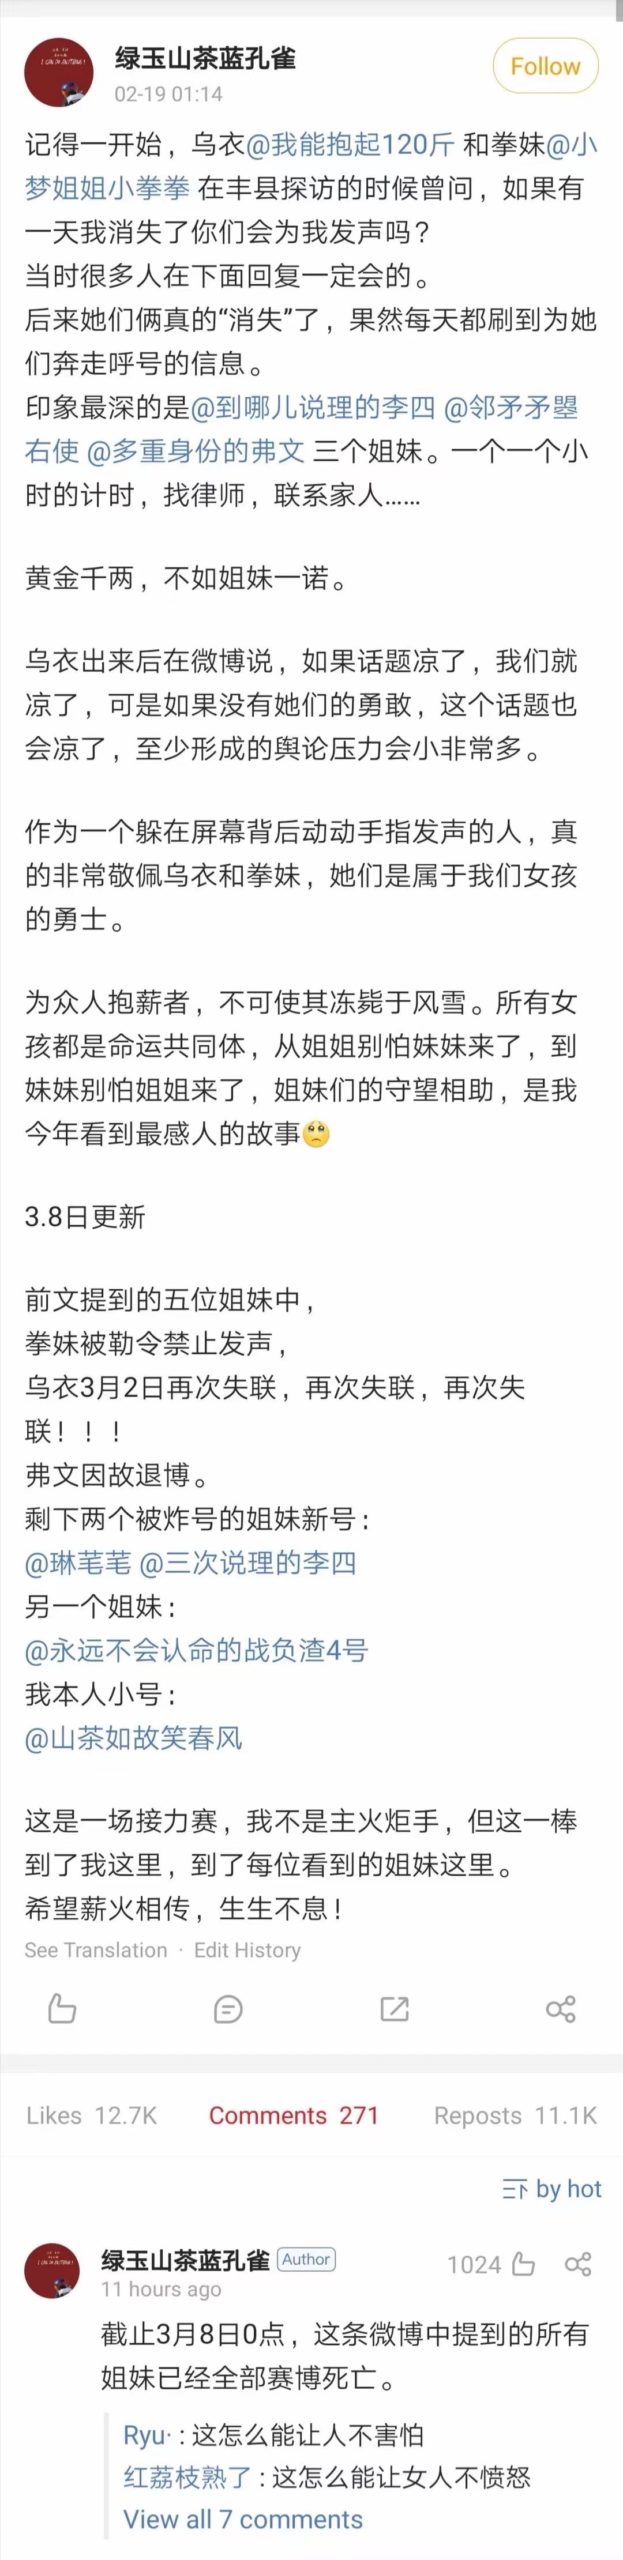 绿玉山茶蓝孔雀
Follow
02-19 01:14
记得一开始，乌衣@我能抱起120斤 和拳妹@小
梦姐姐小拳拳 在丰县探访的时候曾问，如果有
一天我消失了你们会为我发声吗？
当时很多人在下面回复一定会的。
后来她们俩真的“消失”了，果然每天都刷到为她
们奔走呼号的信息。
印象最深的是@到哪儿说理的李四 @邻矛矛曌
右使 @多重身份的弗文 三个姐妹。一个一个小
时的计时，找律师，联系家人……
黄金千两，不如姐妹一诺。
乌衣出来后在微博说，如果话题凉了，我们就
凉了，可是如果没有她们的勇敢，这个话题也
会凉了，至少形成的舆论压力会小非常多。
作为一个躲在屏幕背后动动手指发声的人，真
的非常敬佩乌衣和拳妹，她们是属于我们女孩
的勇士。
为众人抱薪者，不可使其冻毙于风雪。所有女
孩都是命运共同体，从姐姐别怕妹妹来了，到
妹妹别怕姐姐来了，姐妹们的守望相助，是我
今年看到最感人的故事🥺
3.8日更新
前文提到的五位姐妹中，
拳妹被勒令禁止发声，
乌衣3月2日再次失联，再次失联，再次失
联！！！
弗文因故退博。
剩下两个被炸号的姐妹新号：
@琳芼芼 @三次说理的李四
另一个姐妹：
@永远不会认命的战负渣4号
我本人小号：
@山茶如故笑春风
这是一场接力赛，我不是主火炬手，但这一棒
到了我这里，到了每位看到的姐妹这里。
希望薪火相传，生生不息！
See Translation · Edit History
Likes 12.7K Comments 271 Reposts 11.1K
by hot
绿玉山茶蓝孔雀 Author 1024
11 hours ago
截止3月8日0点，这条微博中提到的所有
姐妹已经全部赛博死亡。
Ryu· : 这怎么能让人不害怕
红荔枝熟了 : 这怎么能让女人不愤怒
View all 7 comments